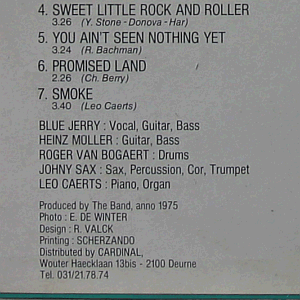 4. SWEET LITTLE ROCK AND ROLLER
3.26 (Y. Stone - Donova - Har)
5. YOU AIN'T SEEN NOTHING YET
3.24 (R. Bachman)
6. PROMISED LAND
2.26 (Ch. Berry)
7. SMOKE
3.40 (Leo Caerts)
BLUE JERRY : Vocal, Guitar, Bass
HEINZ MOLLER : Guitar, Bass
ROGER VAN BOGAERT : Drums
JOHNY SAX : Sax, Percussion, Cor, Trumpet
LEO CAERTS : Piano, Organ
Produced by The Band, anno 1975
Photo : E. DE WINTER
Design : R. VALCK
Printing : SCHERZANDO
Distributed by CARDINAL,
Wouter Haecklaan 13bis - 2100 Deurne
Tel. 031/21.78.74